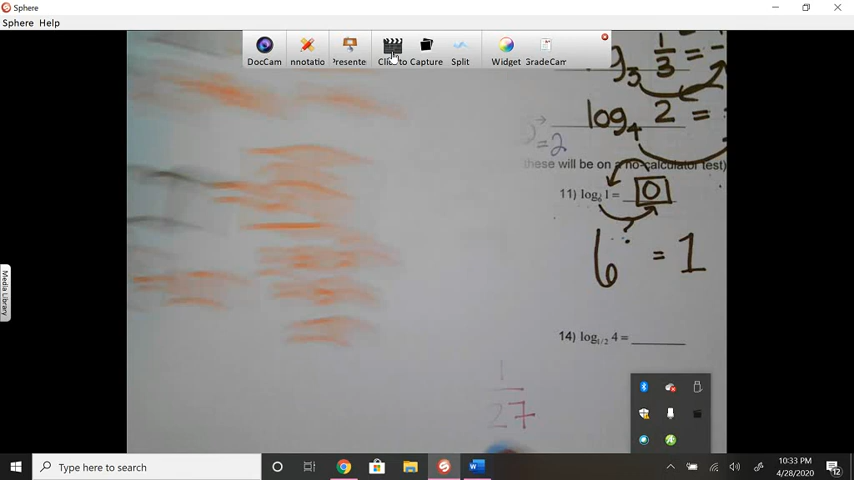 Sphere
Sphere Help
DocCam nnotatio Presente Clip to Capture Split Widget GradeCam
1/3 =
log4 2 =
=2
these will be on a no-calculator test)
11) log6 1 = 0
6 = 1
14) log1/2 4 =
1
27
Media Library
Type here to search
10:33 PM
4/28/2020
12